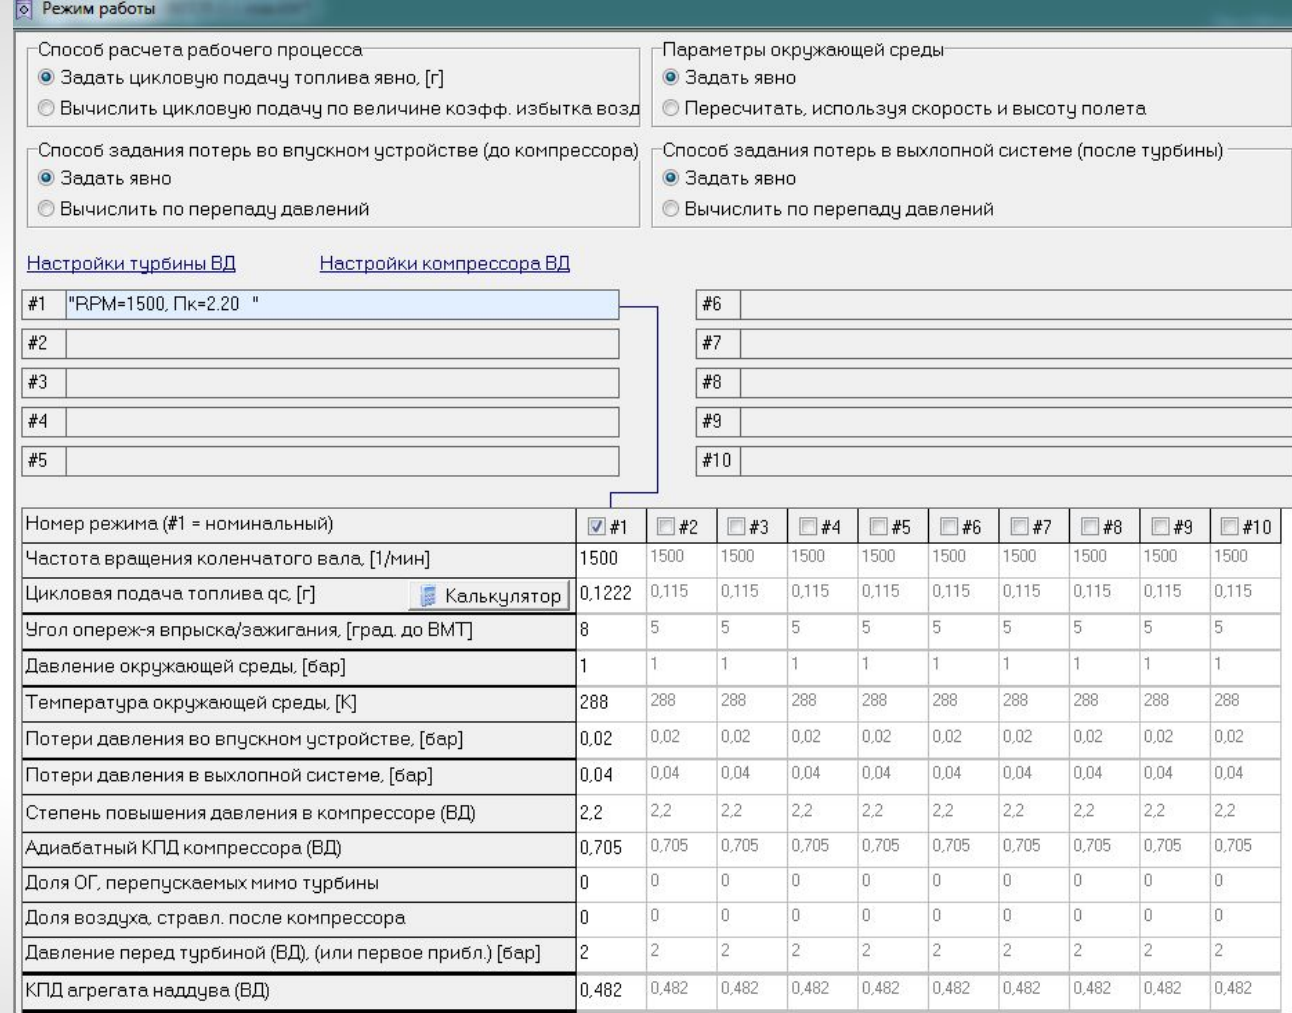 Режим работы
Способ расчета рабочего процесса
Задать цикловую подачу топлива явно, [г]
Вычислить цикловую подачу по величине коэфф. избытка возд
Параметры окружающей среды
Задать явно
Пересчитать, используя скорость и высоту полета
Способ задания потерь во впускном устройстве (до компрессора)
Задать явно
Вычислить по перепаду давлений
Способ задания потерь в выхлопной системе (после турбины)
Задать явно
Вычислить по перепаду давлений
Настройки турбины ВД Настройки компрессора ВД
#1 "RPM=1500, Пк=2.20 " #6
#2 #7
#3 #8
#4 #9
#5 #10
Номер режима (#1 = номинальный) #1 #2 #3 #4 #5 #6 #7 #8 #9 #10
Частота вращения коленчатого вала, [1/мин] 1500 1500 1500 1500 1500 1500 1500 1500 1500 1500
Цикловая подача топлива qc, [г] Калькулятор 0,1222 0,115 0,115 0,115 0,115 0,115 0,115 0,115 0,115 0,115
Угол опереж-я впрыска/зажигания, [град. до ВМТ] 8 5 5 5 5 5 5 5 5 5
Давление окружающей среды, [бар] 1 1 1 1 1 1 1 1 1 1
Температура окружающей среды, [K] 288 288 288 288 288 288 288 288 288 288
Потери давления во впускном устройстве, [бар] 0,02 0,02 0,02 0,02 0,02 0,02 0,02 0,02 0,02 0,02
Потери давления в выхлопной системе, [бар] 0,04 0,04 0,04 0,04 0,04 0,04 0,04 0,04 0,04 0,04
Степень повышения давления в компрессоре (ВД) 2,2 2,2 2,2 2,2 2,2 2,2 2,2 2,2 2,2 2,2
Адиабатный КПД компрессора (ВД) 0,705 0,705 0,705 0,705 0,705 0,705 0,705 0,705 0,705 0,705
Доля ОГ, перепускаемых мимо турбины 0 0 0 0 0 0 0 0 0 0
Доля воздуха, стравл. после компрессора 0 0 0 0 0 0 0 0 0 0
Давление перед турбиной (ВД), (или первое прибл.) [бар] 2 2 2 2 2 2 2 2 2 2
КПД агрегата наддува (ВД) 0,482 0,482 0,482 0,482 0,482 0,482 0,482 0,482 0,482 0,482